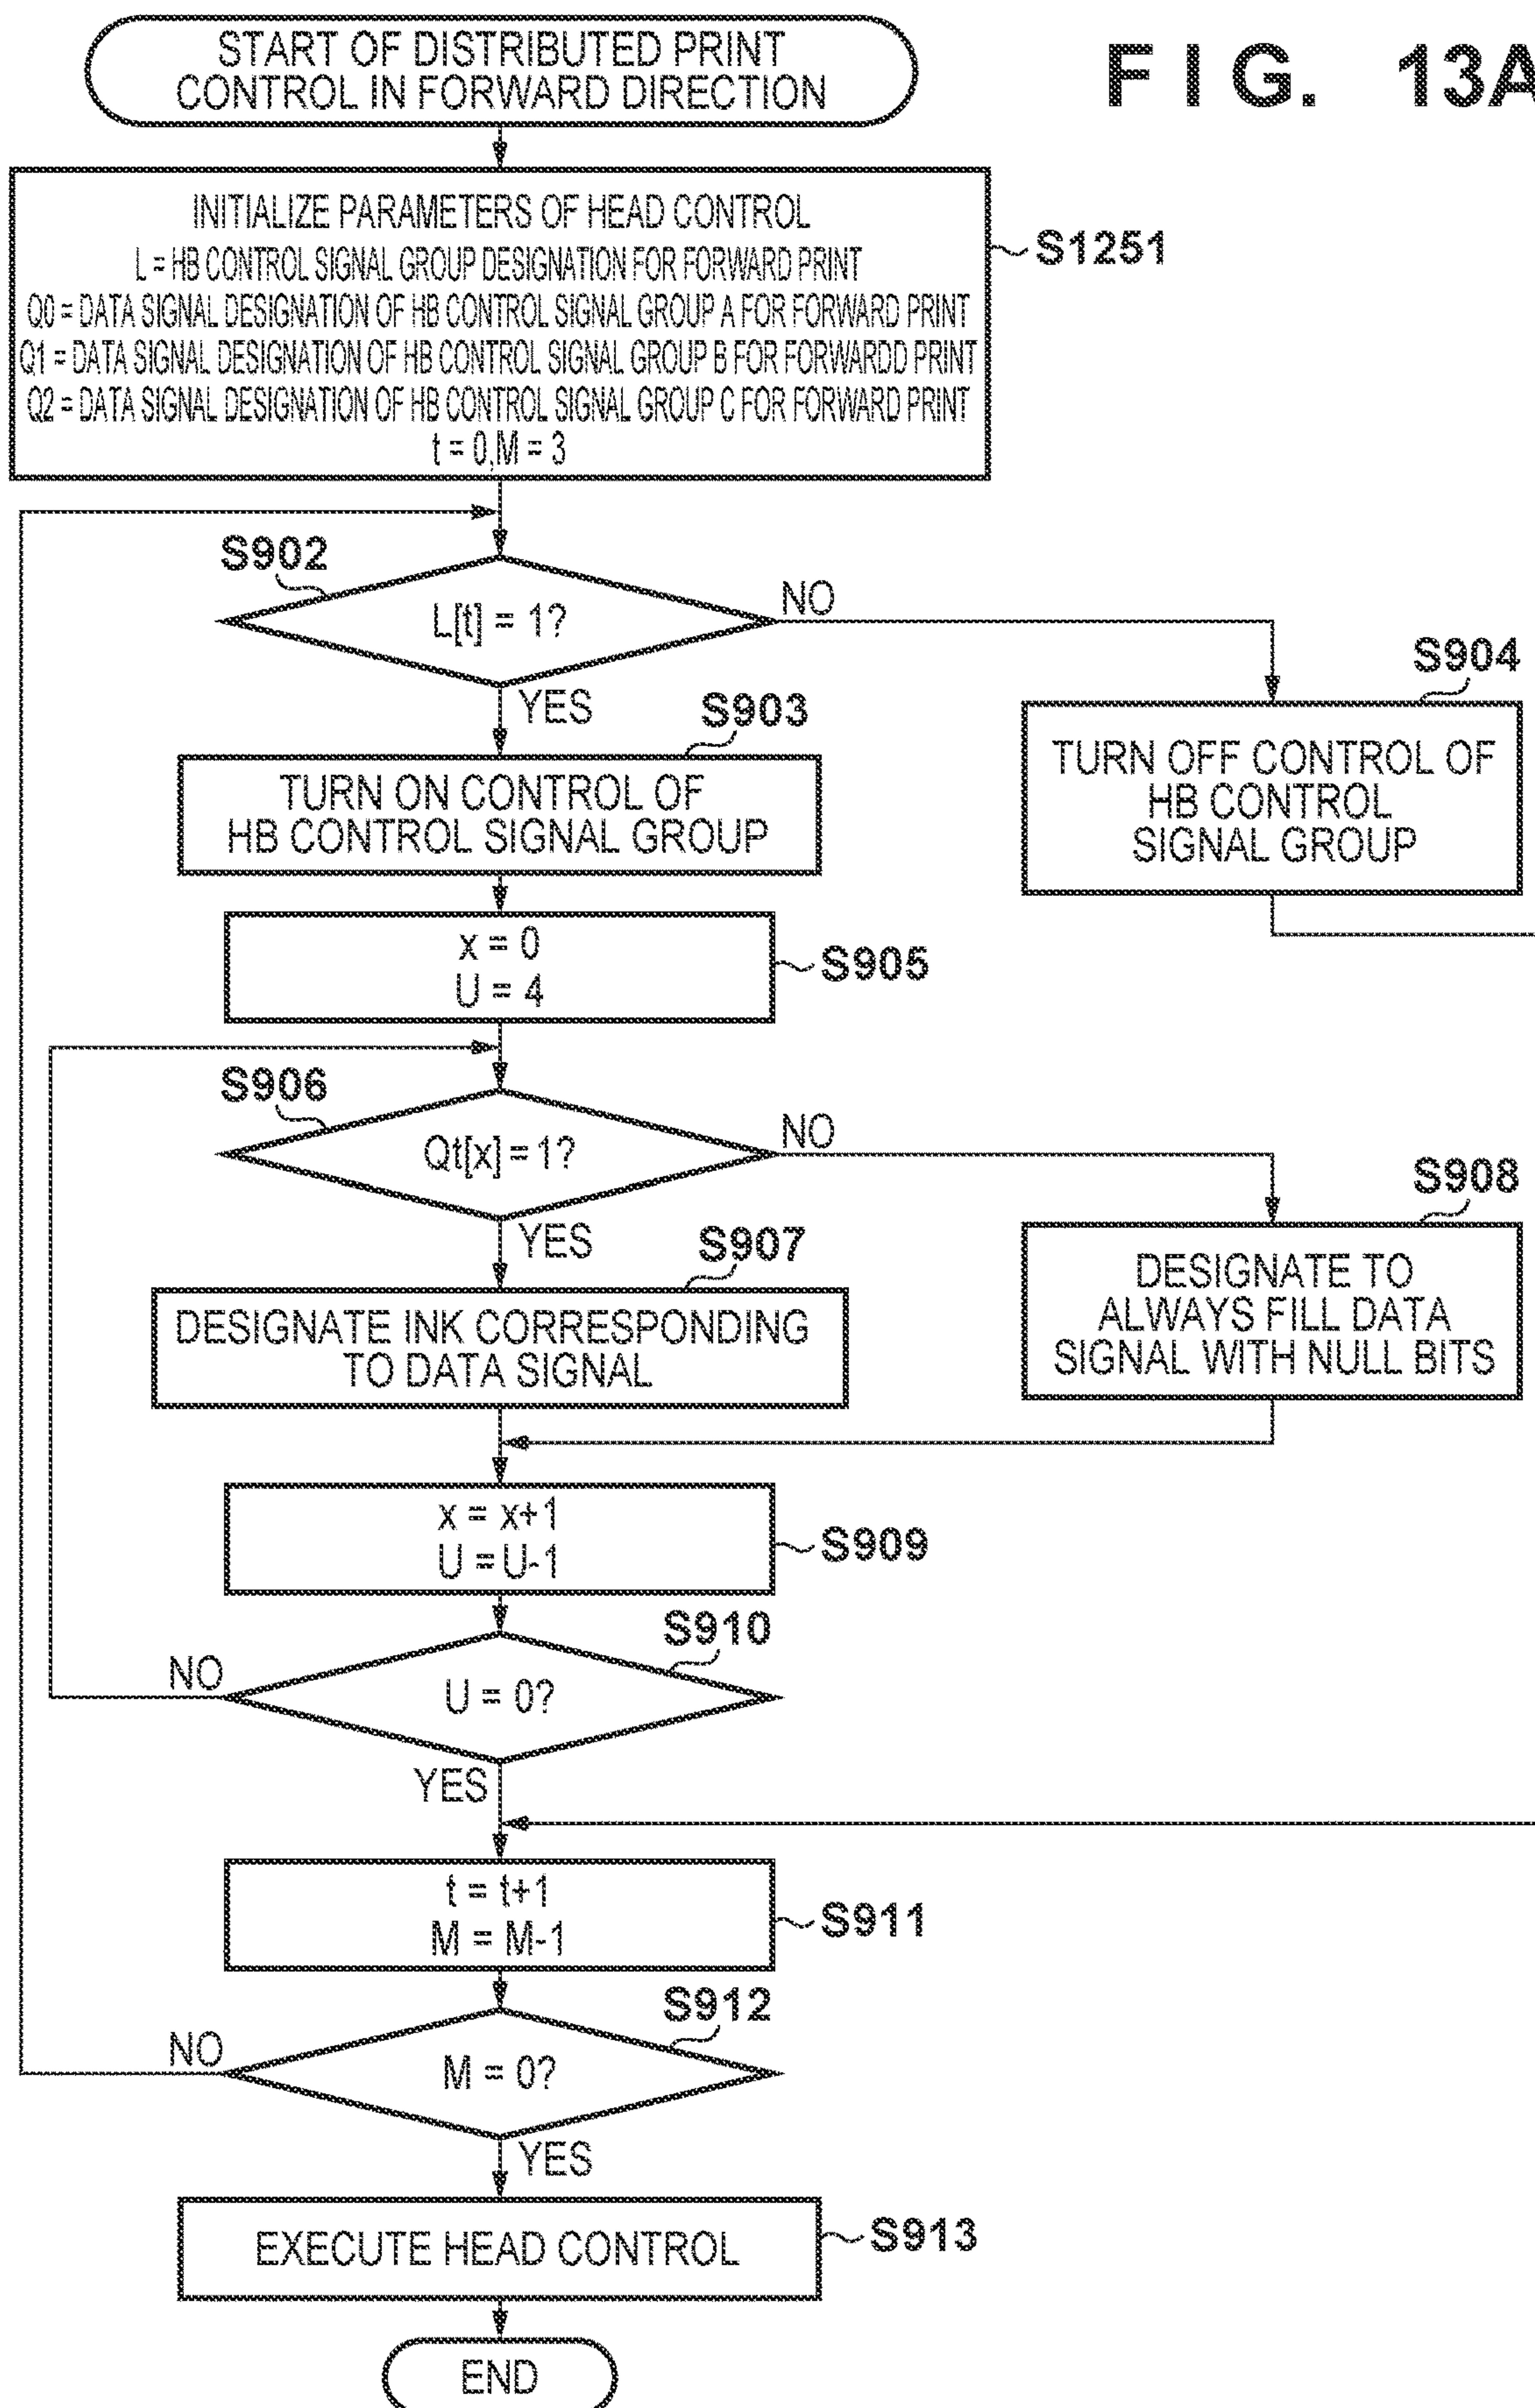 START OF DISTRIBUTED PRINT
CONTROL IN FORWARD DIRECTION
FIG. 13A
INITIALIZE PARAMETERS OF HEAD CONTROL
L = HB CONTROL SIGNAL GROUP DESIGNATION FOR FORWARD PRINT
Q0 = DATA SIGNAL DESIGNATION OF HB CONTROL SIGNAL GROUP A FOR FORWARD PRINT
Q1 = DATA SIGNAL DESIGNATION OF HB CONTROL SIGNAL GROUP B FOR FORWARDD PRINT
Q2 = DATA SIGNAL DESIGNATION OF HB CONTROL SIGNAL GROUP C FOR FORWARD PRINT
t = 0, M = 3
S1251
S902
L[t] = 1?
NO
YES
S903
TURN ON CONTROL OF
HB CONTROL SIGNAL GROUP
S904
TURN OFF CONTROL OF
HB CONTROL
SIGNAL GROUP
x = 0
U = 4
S905
S906
Qt[x] = 1?
NO
YES
S907
DESIGNATE INK CORRESPONDING
TO DATA SIGNAL
S908
DESIGNATE TO
ALWAYS FILL DATA
SIGNAL WITH NULL BITS
x = x+1
U = U-1
S909
S910
U = 0?
NO
YES
t = t+1
M = M-1
S911
S912
M = 0?
NO
YES
EXECUTE HEAD CONTROL
S913
END